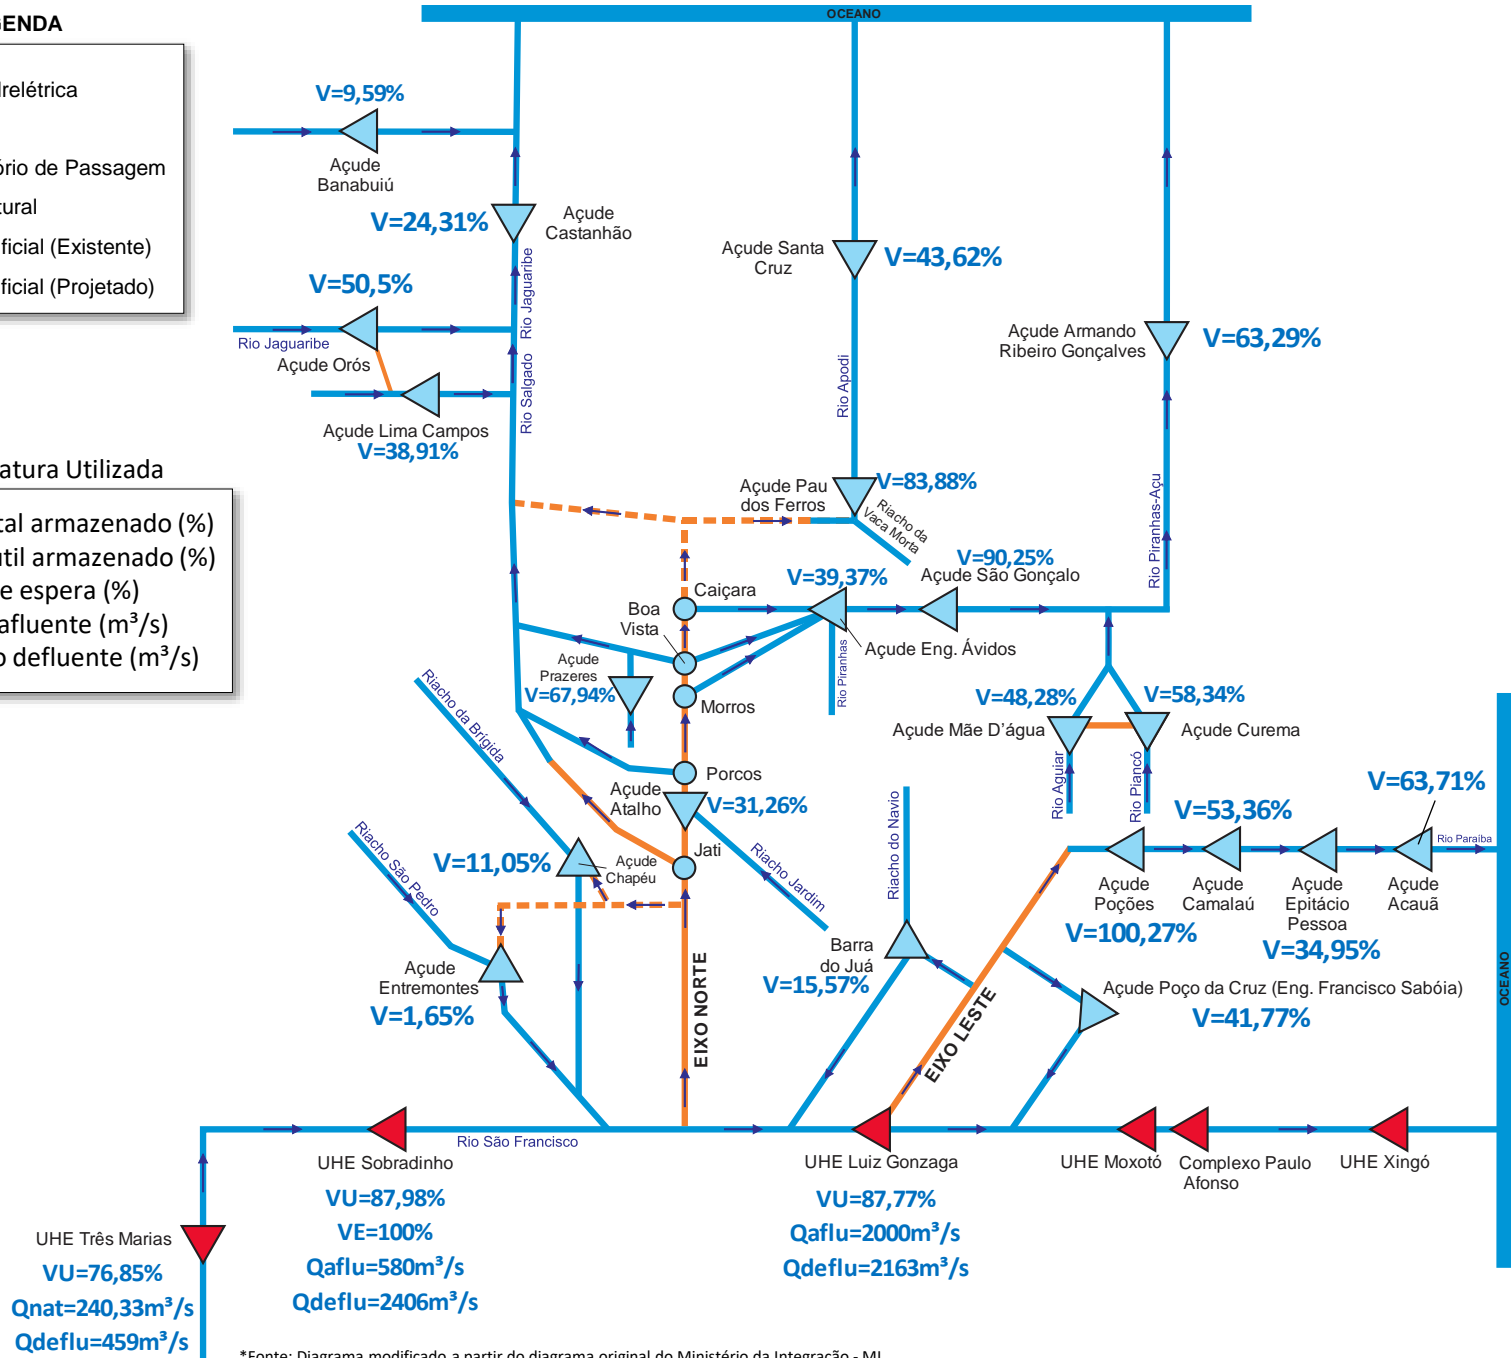 OCEANO
GENDA
drelétrica
V=9,59%
ório de Passagem
Açude
Banabuiú
tural
V=24,31%
Açude
Castanhão
ficial (Existente)
Açude Santa
Cruz
V=43,62%
ficial (Projetado)
V=50,5%
Rio Jaguaribe
Rio Jaguaribe
Açude Orós
Açude Armando
Ribeiro Gonçalves
V=63,29%
Rio Salgado
Rio Apodi
Açude Lima Campos
V=38,91%
atura Utilizada
Açude Pau
dos Ferros
V=83,88%
Riacho da
Vaca Morta
Rio Piranhas-Açu
tal armazenado (%)
útil armazenado (%)
e espera (%)
afluente (m³/s)
o defluente (m³/s)
V=90,25%
Açude São Gonçalo
V=39,37%
Caiçara
Boa
Vista
Açude Eng. Ávidos
Rio Piranhas
Açude
Prazeres
V=67,94%
Morros
Riacho da Brigida
V=48,28%
V=58,34%
Açude Mãe D'água
Açude Curema
Rio Aguiar
Rio Piancó
Porcos
Açude
Atalho
V=31,26%
V=63,71%
V=53,36%
Rio Paraiba
Riacho do Navio
Jati
V=11,05%
Açude
Chapéu
Riacho São Pedro
Riacho Jardim
Açude
Poções
Açude
Camalaú
Açude
Epitácio
Pessoa
Açude
Acauã
V=100,27%
V=34,95%
Barra
do Juá
V=15,57%
Açude
Entremontes
V=1,65%
EIXO NORTE
EIXO LESTE
Açude Poço da Cruz (Eng. Francisco Sabóia)
V=41,77%
OCEANO
Rio São Francisco
UHE Sobradinho
VU=87,98%
VE=100%
Qaflu=580m³/s
Qdeflu=2406m³/s
UHE Luiz Gonzaga
VU=87,77%
Qaflu=2000m³/s
Qdeflu=2163m³/s
UHE Moxotó
Complexo Paulo
Afonso
UHE Xingó
UHE Três Marias
VU=76,85%
Qnat=240,33m³/s
Qdeflu=459m³/s
*Fonte: Diagrama modificado a partir do diagrama original do Ministério da Integração - MI